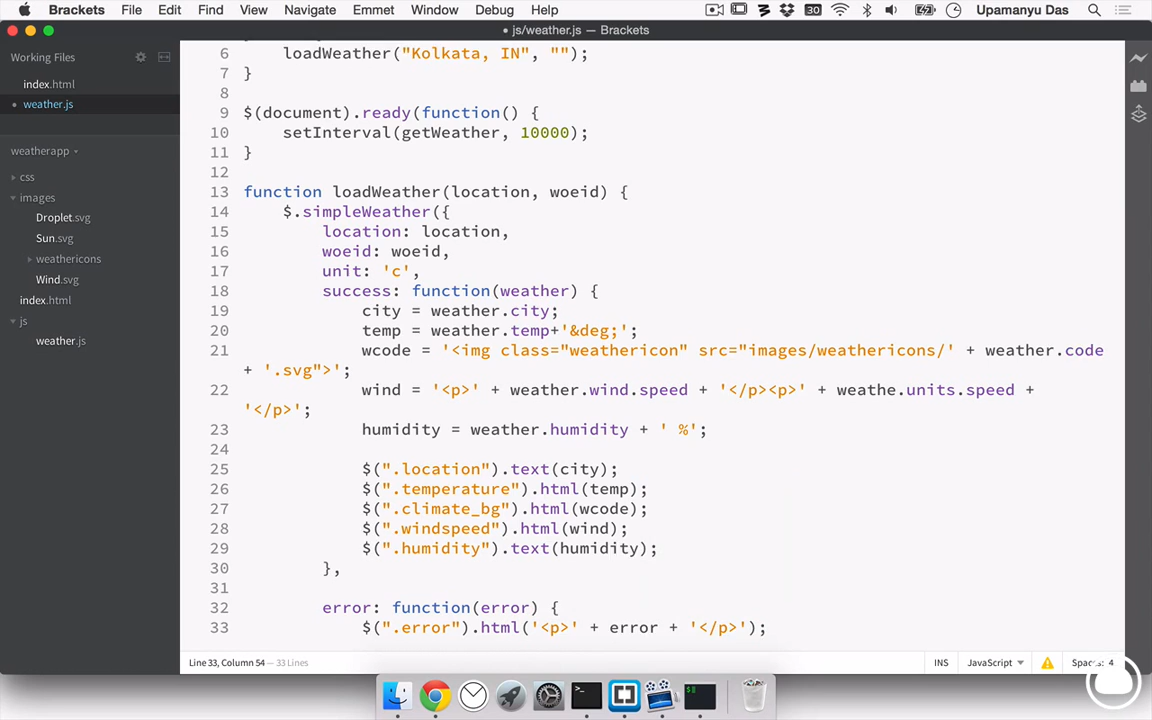 Brackets File Edit Find View Navigate Emmet Window Debug Help 30 Upamanyu Das
js/weather.js — Brackets
Working Files
index.html
weather.js
weatherapp
css
images
Droplet.svg
Sun.svg
weathericons
Wind.svg
index.html
js
weather.js
6 loadWeather("Kolkata, IN", "");
7 }
8
9 $(document).ready(function() {
10 setInterval(getWeather, 10000);
11 }
12
13 function loadWeather(location, woeid) {
14 $.simpleWeather({
15 location: location,
16 woeid: woeid,
17 unit: 'c',
18 success: function(weather) {
19 city = weather.city;
20 temp = weather.temp+'&deg;';
21 wcode = '<img class="weathericon" src="images/weathericons/' + weather.code
+ '.svg">';
22 wind = '<p>' + weather.wind.speed + '</p><p>' + weathe.units.speed +
'</p>';
23 humidity = weather.humidity + ' %';
24
25 $(".location").text(city);
26 $(".temperature").html(temp);
27 $(".climate_bg").html(wcode);
28 $(".windspeed").html(wind);
29 $(".humidity").text(humidity);
30 },
31
32 error: function(error) {
33 $(".error").html('<p>' + error + '</p>');
Line 33, Column 54 — 33 Lines
INS JavaScript Spaces: 4